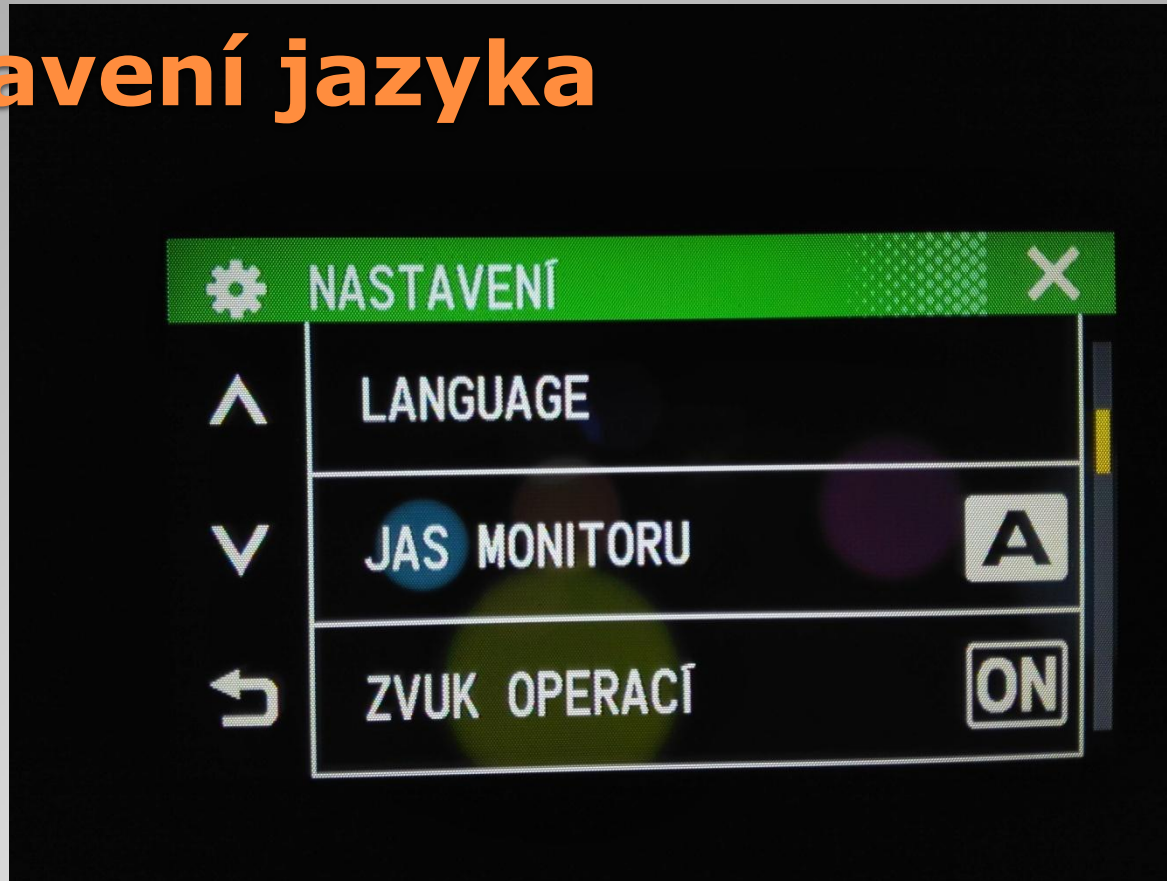 avení jazyka
NASTAVENÍ
LANGUAGE
JAS MONITORU A
ZVUK OPERACÍ ON